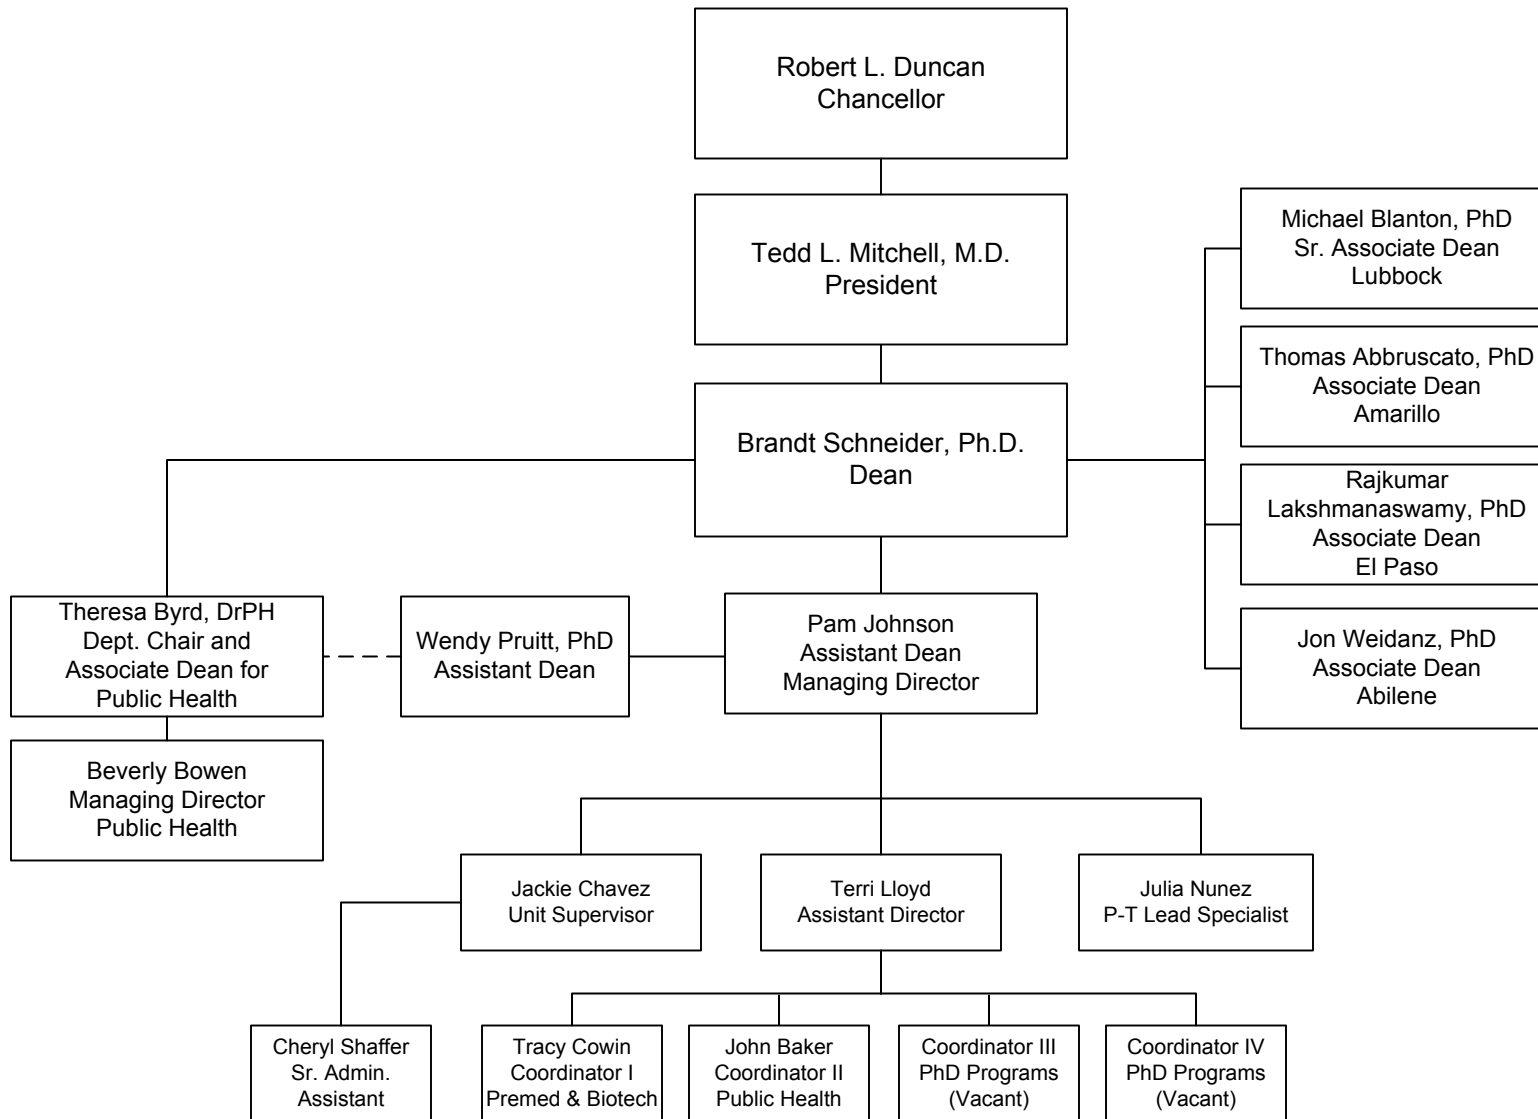 Robert L. Duncan
Chancellor
Tedd L. Mitchell, M.D.
President
Brandt Schneider, Ph.D.
Dean
Michael Blanton, PhD
Sr. Associate Dean
Lubbock
Thomas Abbruscato, PhD
Associate Dean
Amarillo
Rajkumar
Lakshmanaswamy, PhD
Associate Dean
El Paso
Jon Weidanz, PhD
Associate Dean
Abilene
Theresa Byrd, DrPH
Dept. Chair and
Associate Dean for
Public Health
Wendy Pruitt, PhD
Assistant Dean
Pam Johnson
Assistant Dean
Managing Director
Beverly Bowen
Managing Director
Public Health
Jackie Chavez
Unit Supervisor
Terri Lloyd
Assistant Director
Julia Nunez
P-T Lead Specialist
Cheryl Shaffer
Sr. Admin.
Assistant
Tracy Cowin
Coordinator I
Premed & Biotech
John Baker
Coordinator II
Public Health
Coordinator III
PhD Programs
(Vacant)
Coordinator IV
PhD Programs
(Vacant)